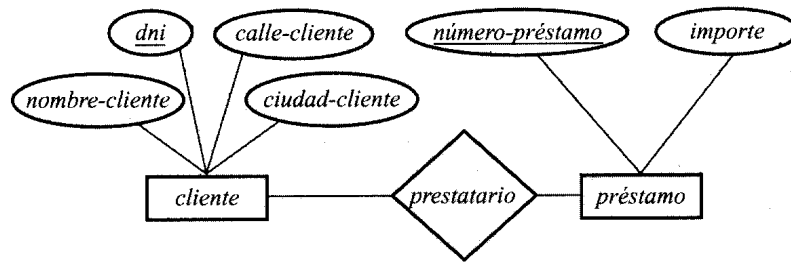 dni
calle-cliente
número-préstamo
importe
nombre-cliente
ciudad-cliente
cliente
prestatario
préstamo